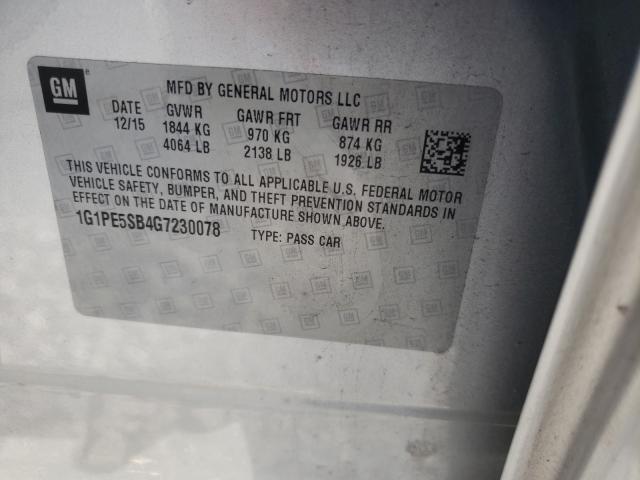 GM
MFD BY GENERAL MOTORS LLC
DATE GVWR GAWR FRT GAWR RR
12/15 1844 KG 970 KG 874 KG
4064 LB 2138 LB 1926 LB
THIS VEHICLE CONFORMS TO ALL APPLICABLE U.S. FEDERAL MOTOR
VEHICLE SAFETY, BUMPER, AND THEFT PREVENTION STANDARDS IN
EFFECT ON THE DATE OF MANUFACTURE SHOWN ABOVE.
1G1PE5SB4G7230078 TYPE: PASS CAR